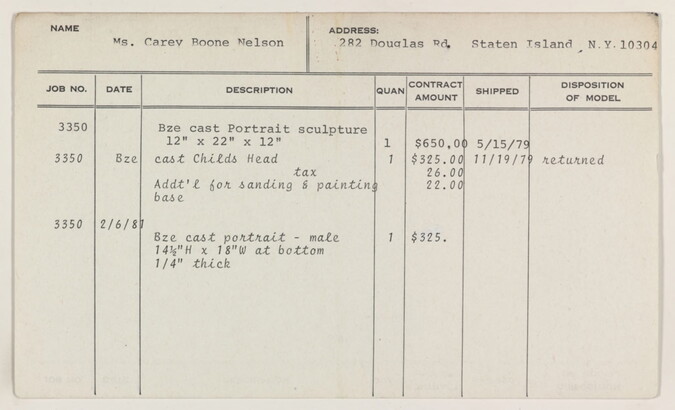 NAME ADDRESS:
Ms. Carey Boone Nelson 282 Douglas Rd. Staten Island, N.Y. 10304
JOB NO. DATE DESCRIPTION QUAN CONTRACT AMOUNT SHIPPED DISPOSITION OF MODEL
3350 Bze cast Portrait sculpture
12" x 22" x 12" 1 $650,00 5/15/79
3350 Bze cast Childs Head 1 $325.00 11/19/79 returned
tax 26.00
Addt'l for sanding & painting 22.00
base
3350 2/6/81
Bze cast portrait - male 1 $325.
14½"H x 18"W at bottom
1/4" thick